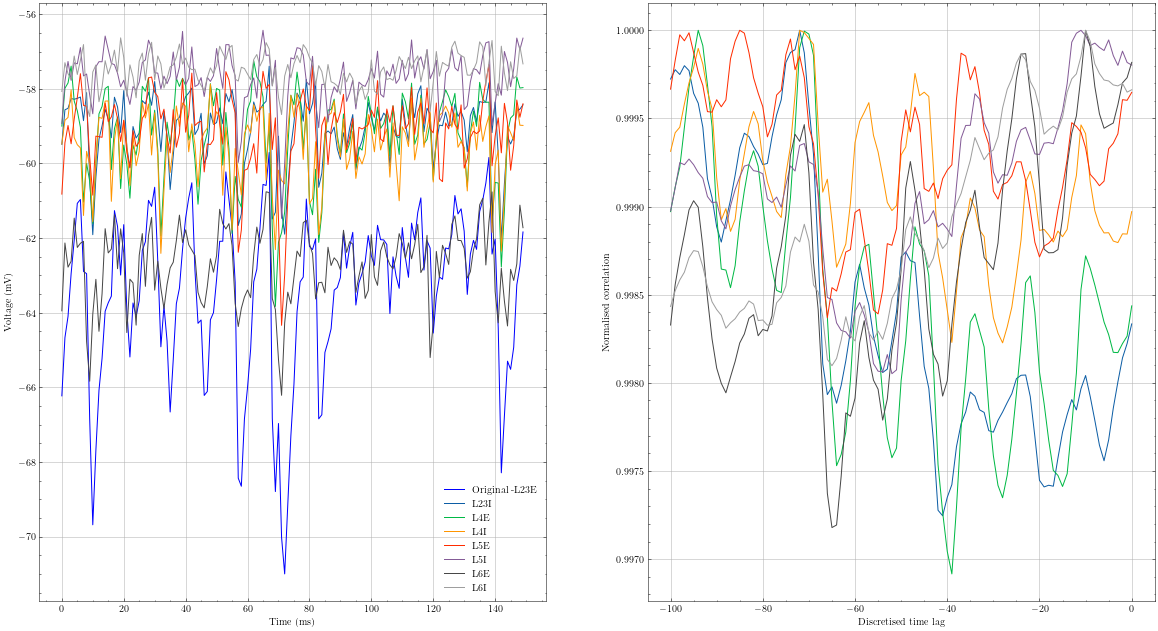 −56
−58
−60
−62
−64
−66
−68
−70
Voltage (mV)
0
20
40
60
80
100
120
140
Time (ms)
Original -L23E
L23I
L4E
L4I
L5E
L5I
L6E
L6I
1.0000
0.9995
0.9990
0.9985
0.9980
0.9975
0.9970
Normalised correlation
−100
−80
−60
−40
−20
0
Discretised time lag